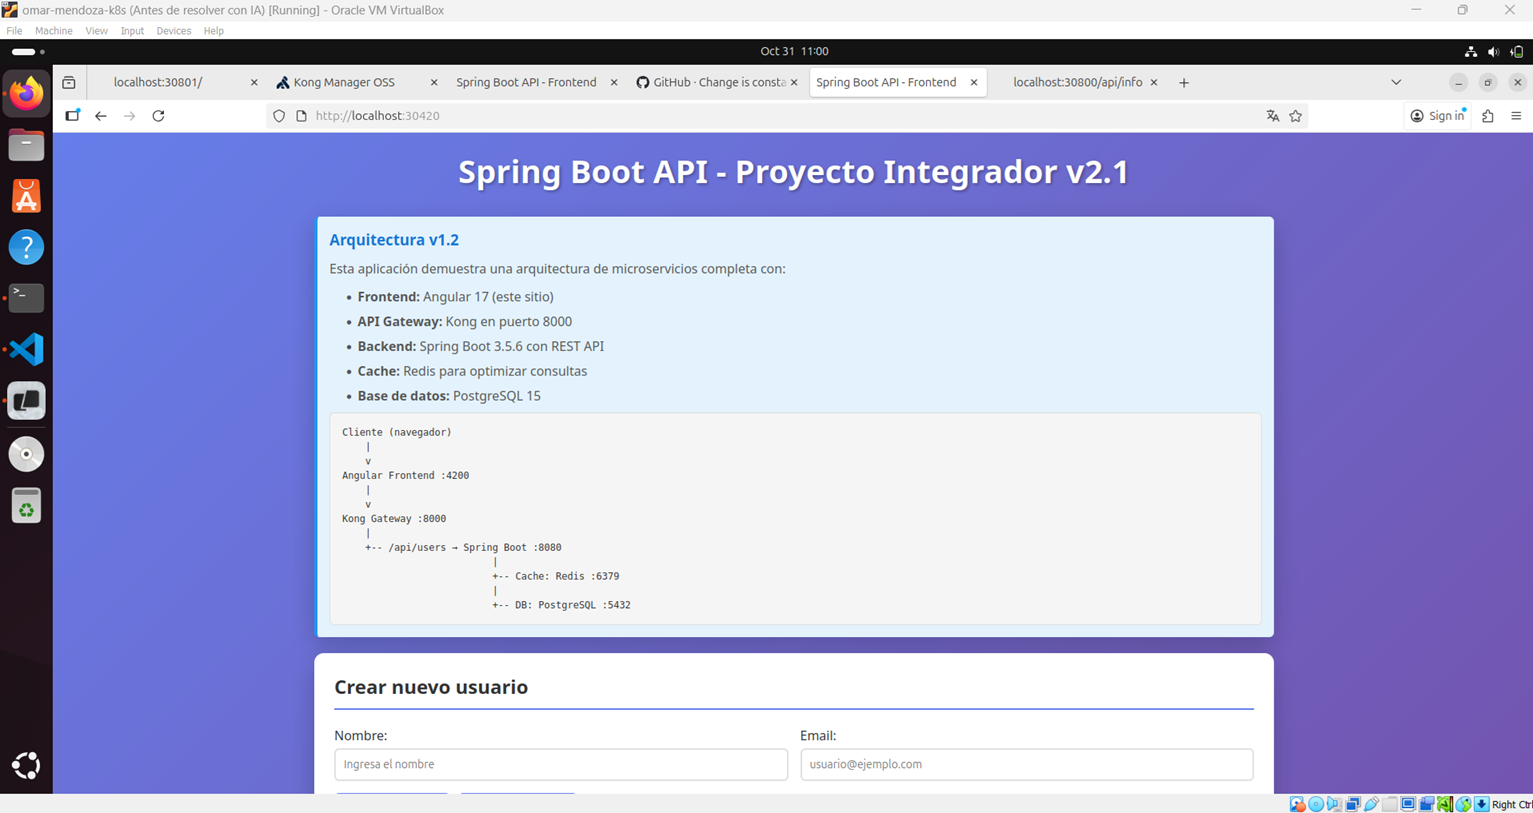 omar-mendoza-k8s (Antes de resolver con IA) [Running] - Oracle VM VirtualBox
File Machine View Input Devices Help
Oct 31 11:00
localhost:30801/
Kong Manager OSS
Spring Boot API - Frontend
GitHub · Change is consta
Spring Boot API - Frontend
localhost:30800/api/info
http://localhost:30420
Sign in
Spring Boot API - Proyecto Integrador v2.1
Arquitectura v1.2
Esta aplicación demuestra una arquitectura de microservicios completa con:
• Frontend: Angular 17 (este sitio)
• API Gateway: Kong en puerto 8000
• Backend: Spring Boot 3.5.6 con REST API
• Cache: Redis para optimizar consultas
• Base de datos: PostgreSQL 15
Cliente (navegador)
|
v
Angular Frontend :4200
|
v
Kong Gateway :8000
|
+-- /api/users → Spring Boot :8080
|
+-- Cache: Redis :6379
|
+-- DB: PostgreSQL :5432
Crear nuevo usuario
Nombre:
Email:
Ingresa el nombre
usuario@ejemplo.com
Right Ctrl